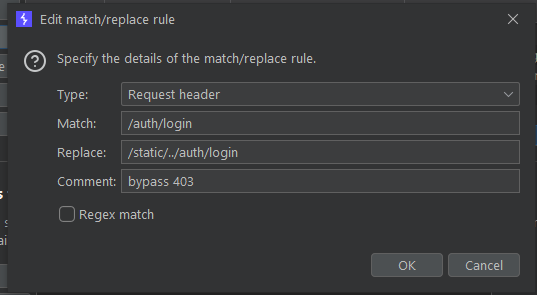 Edit match/replace rule
Specify the details of the match/replace rule.
Type: Request header
Match: /auth/login
Replace: /static/../auth/login
Comment: bypass 403
Regex match
OK Cancel